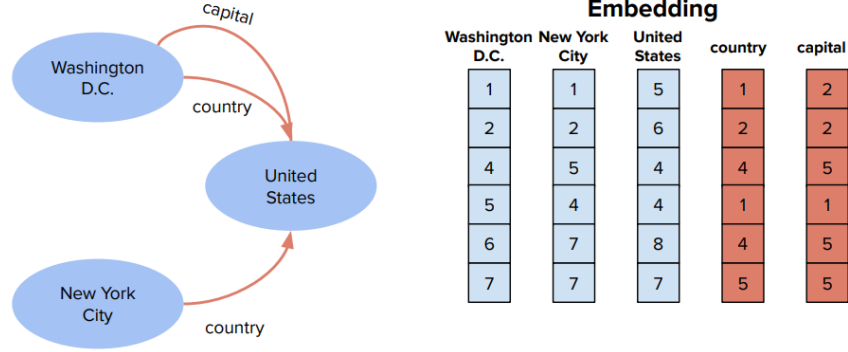 capital
Washington
D.C.
country
United
States
New York
City
country
Embedding
Washington New York United country capital
D.C. City States
1 1 5 1 2
2 2 6 2 2
4 5 4 4 5
5 4 4 1 1
6 7 8 4 5
7 7 7 5 5